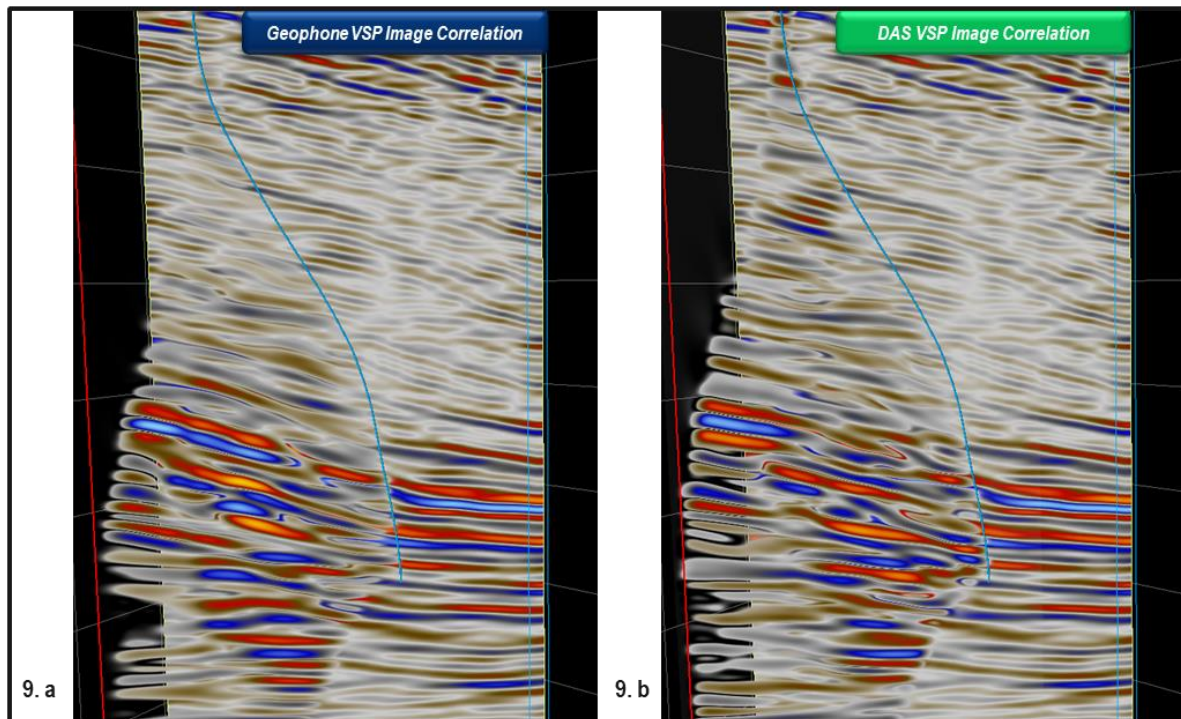 Geophone VSP Image Correlation
DAS VSP Image Correlation
9. a
9. b